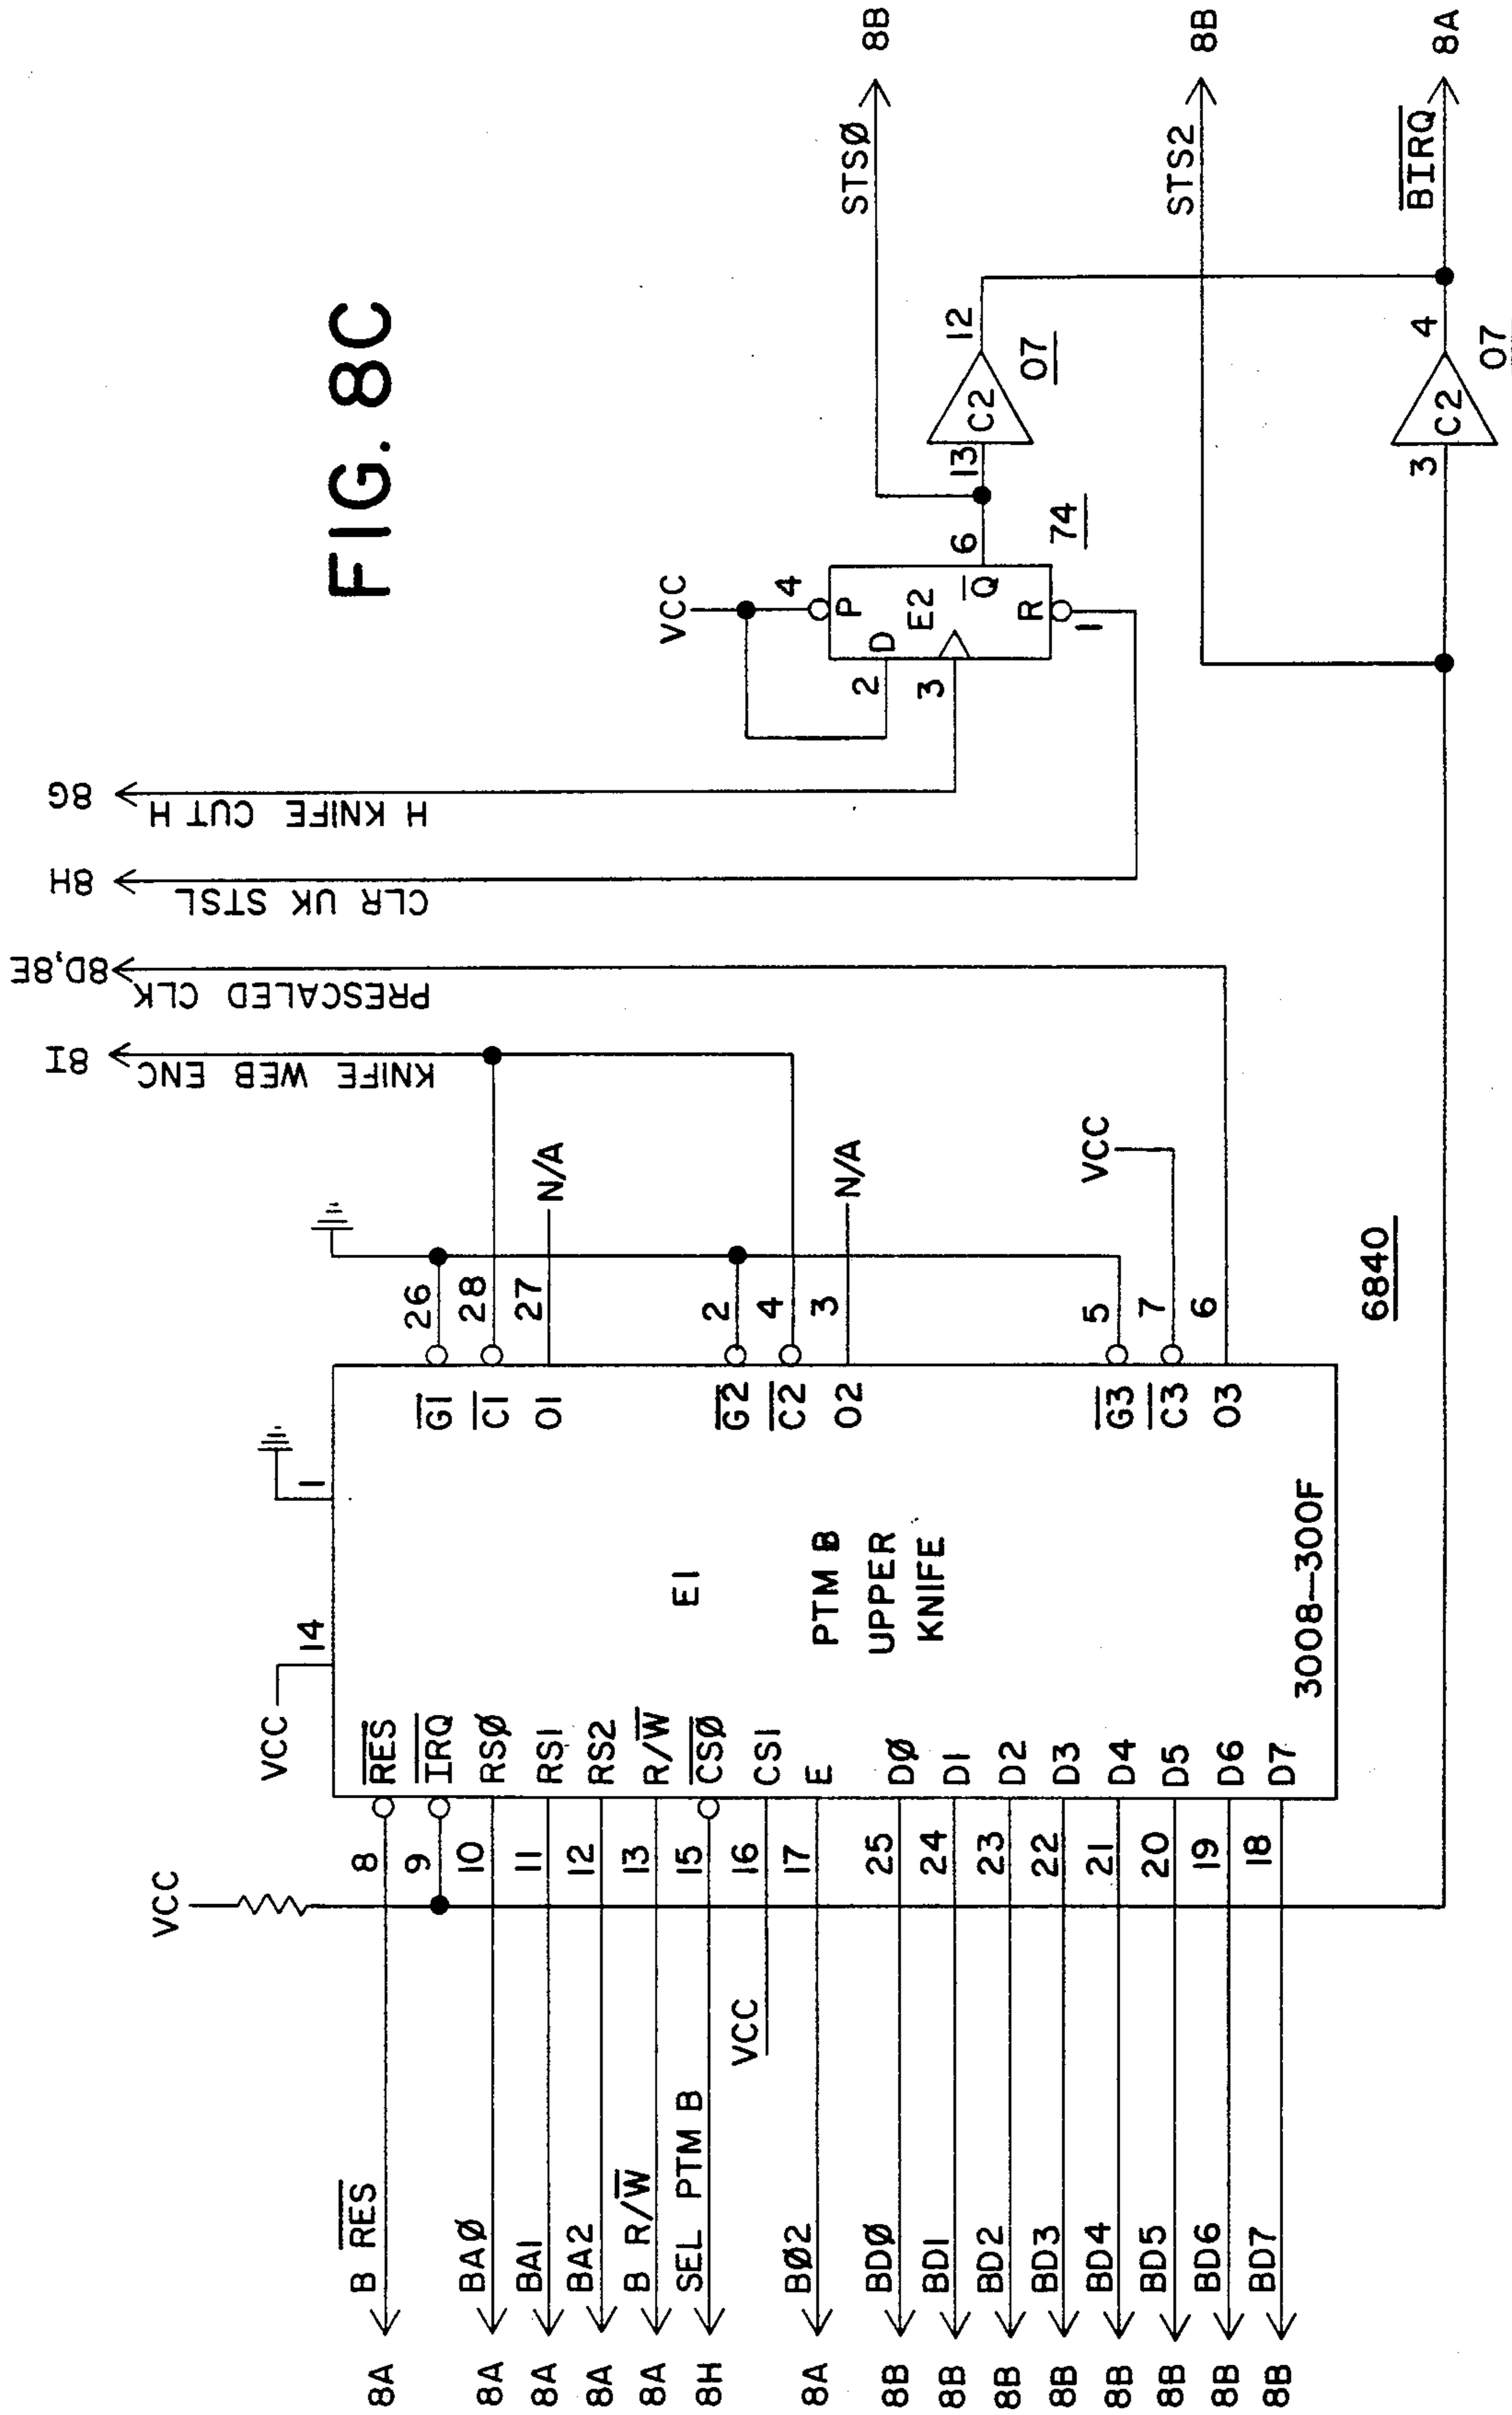 FIG. 8C
8A B RES
8A BAØ
8A BA1
8A BA2
8A B R/W
8H SEL PTM B
VCC
8A BØ2
8B BDØ
8B BD1
8B BD2
8B BD3
8B BD4
8B BD5
8B BD6
8B BD7
VCC
8 RES
9 IRQ
10 RSØ
11 RS1
12 RS2
13 R/W
15 CSØ
16 CS1
17 E
25 DØ
24 D1
23 D2
22 D3
21 D4
20 D5
19 D6
18 D7
VCC 14
1
E1
PTM B
UPPER
KNIFE
3008-300F
6840
G1 26
C1 28
O1 27 N/A
G2 2
C2 4
O2 3 N/A
G3 5
C3 7 VCC
O3 6
8I KNIFE WEB ENC
8D,8E PRESCALED CLK
8H CLR UK STSL
8G H KNIFE CUT H
VCC
4
P
2 D
E2
3
Q 6
R
1
74
13 C2 12
07
3 C2 4
07
STSØ 8B
STS2 8B
BIRQ 8A